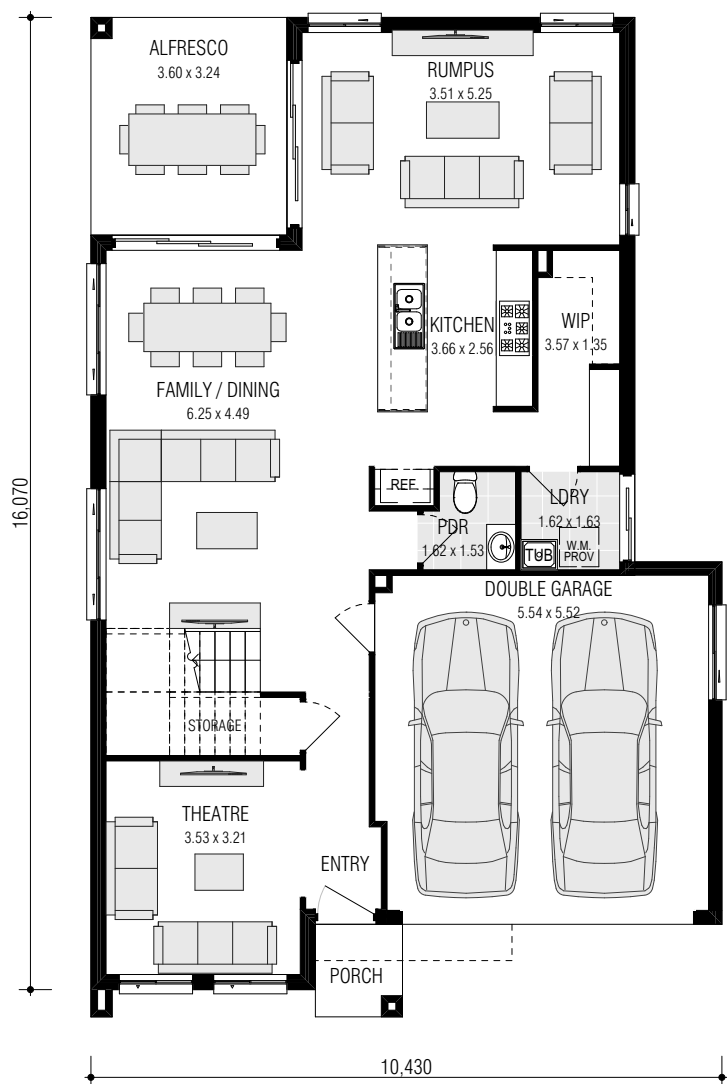 ALFRESCO
3.60 x 3.24
RUMPUS
3.51 x 5.25
KITCHEN
3.66 x 2.56
WIP
3.57 x 1.35
FAMILY / DINING
6.25 x 4.49
16,070
REF
PDR
1.62 x 1.53
LDRY
1.62 x 1.63
TUB
W.M.
PROV
DOUBLE GARAGE
5.54 x 5.52
STORAGE
THEATRE
3.53 x 3.21
ENTRY
PORCH
10,430